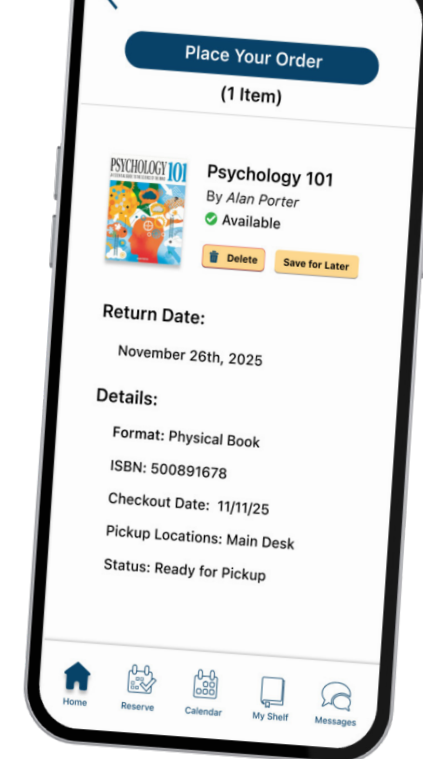 Place Your Order
(1 Item)
PSYCHOLOGY 101
Psychology 101
By Alan Porter
Available
Delete
Save for Later
Return Date:
November 26th, 2025
Details:
Format: Physical Book
ISBN: 500891678
Checkout Date: 11/11/25
Pickup Locations: Main Desk
Status: Ready for Pickup
Home
Reserve
Calendar
My Shelf
Messages